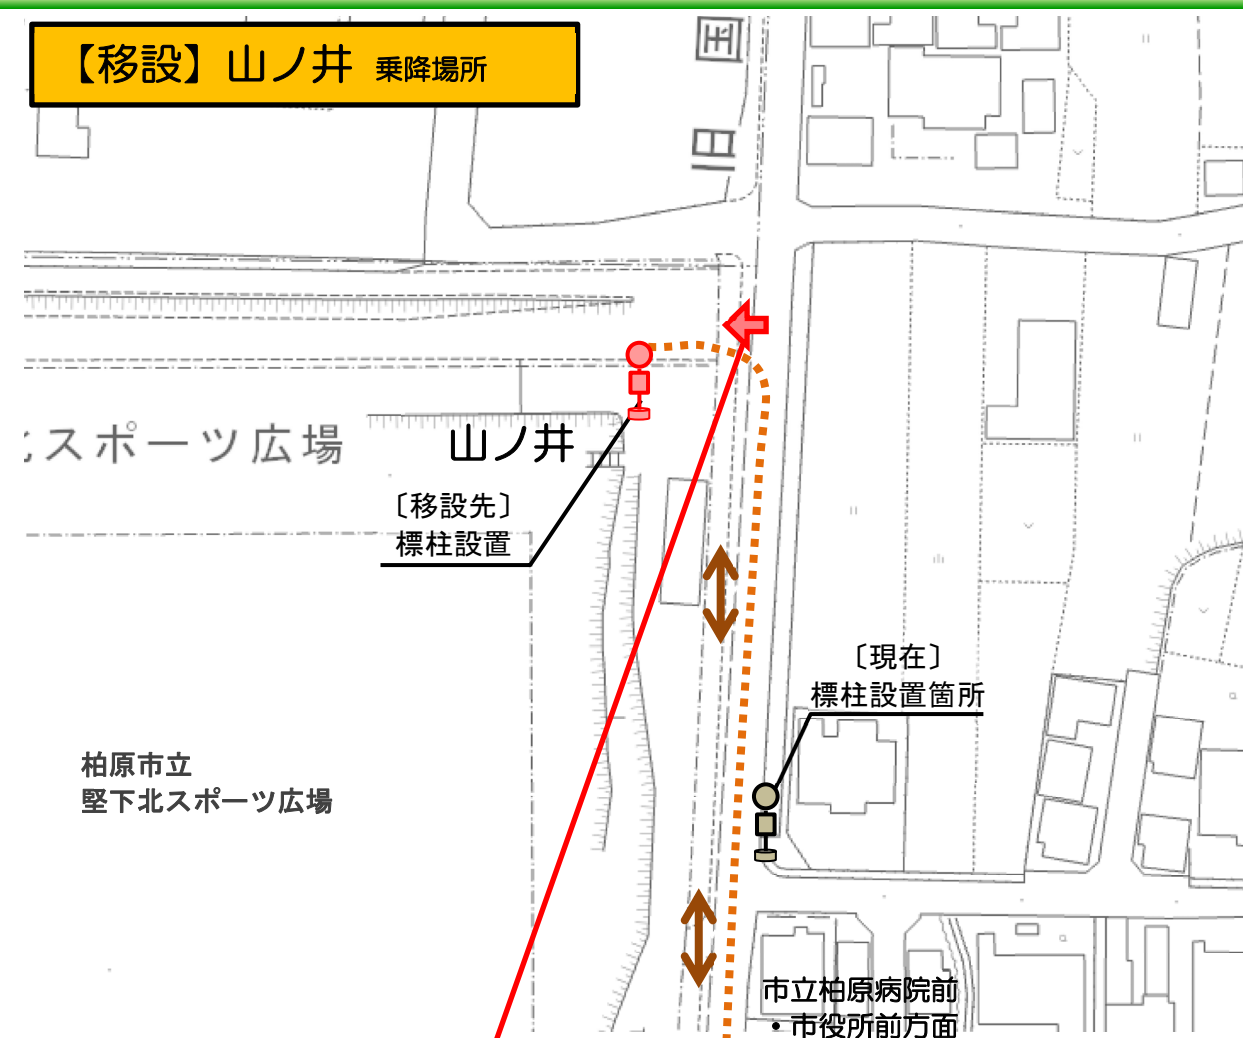 【移設】山ノ井 乗降場所
国
旧
スポーツ広場
山ノ井
〔移設先〕
標柱設置
〔現在〕
標柱設置箇所
柏原市立
堅下北スポーツ広場
市立柏原病院前
・市役所前方面